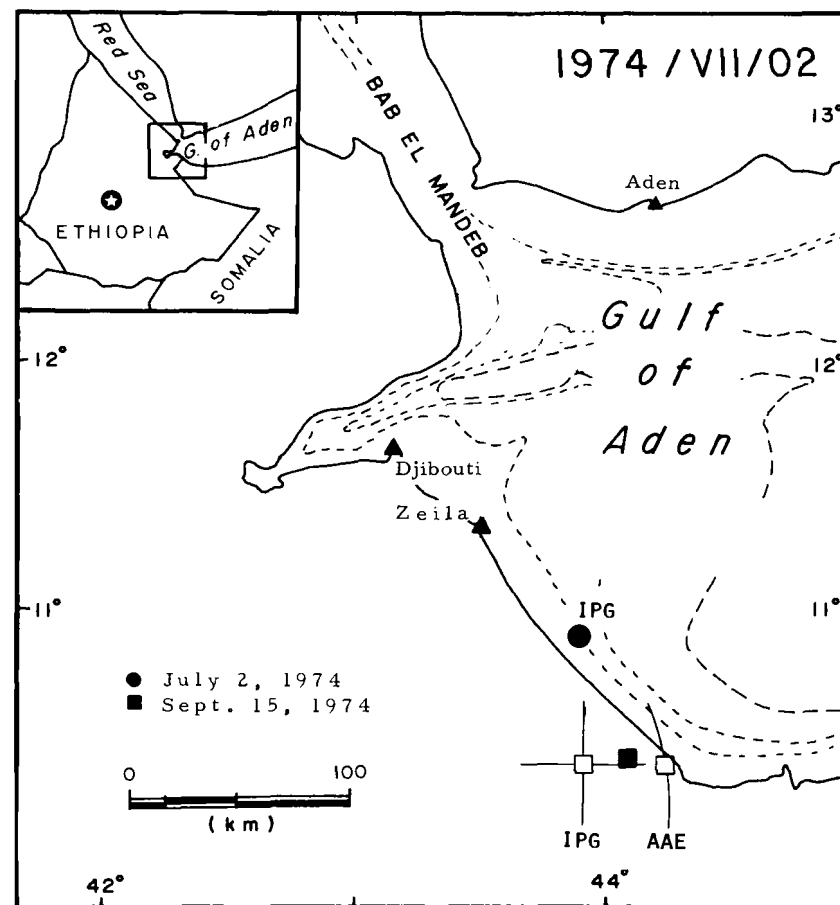 1974 / VII / 02
Red Sea
G. of Aden
ETHIOPIA
SOMALIA
BAB EL MANDEB
13°
Aden
Gulf
of
Aden
12°
12°
Djibouti
Zeila
11°
11°
IPG
● July 2, 1974
■ Sept. 15, 1974
0 100
(km)
IPG AAE
42° 44°